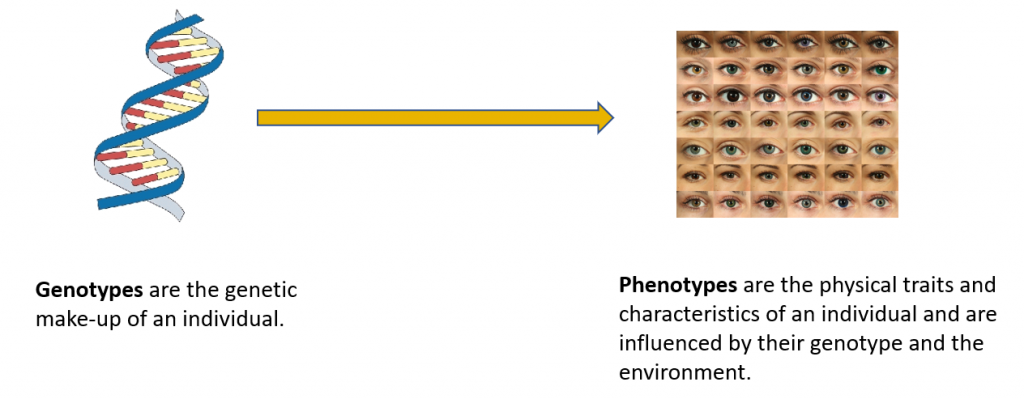 Genotypes are the genetic
make-up of an individual.
Phenotypes are the physical traits and
characteristics of an individual and are
influenced by their genotype and the
environment.